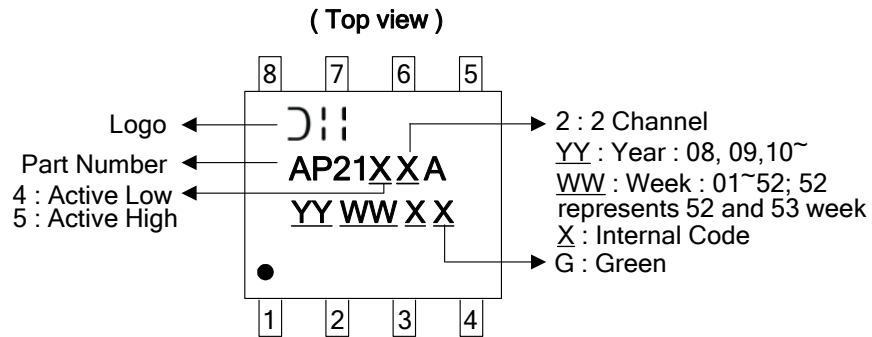 ( Top view )
8 7 6 5
Logo
Part Number
4 : Active Low
5 : Active High
AP21XXA
YY WW X X
2 : 2 Channel
YY : Year : 08, 09,10~
WW : Week : 01~52; 52
represents 52 and 53 week
X : Internal Code
G : Green
1 2 3 4